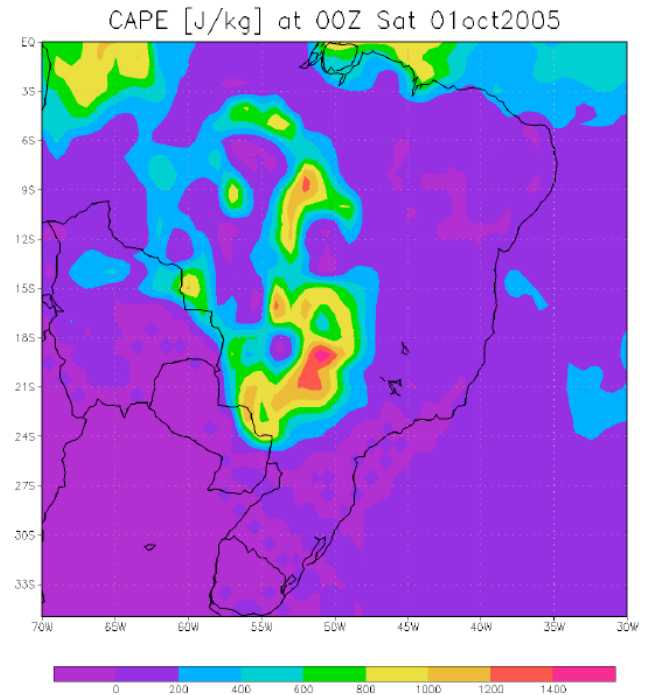 CAPE [J/kg] at 00Z Sat 01oct2005
EQ
3S
6S
9S
12S
15S
18S
21S
24S
27S
30S
33S
70W 65W 60W 55W 50W 45W 40W 35W 30W
0 200 400 600 800 1000 1200 1400